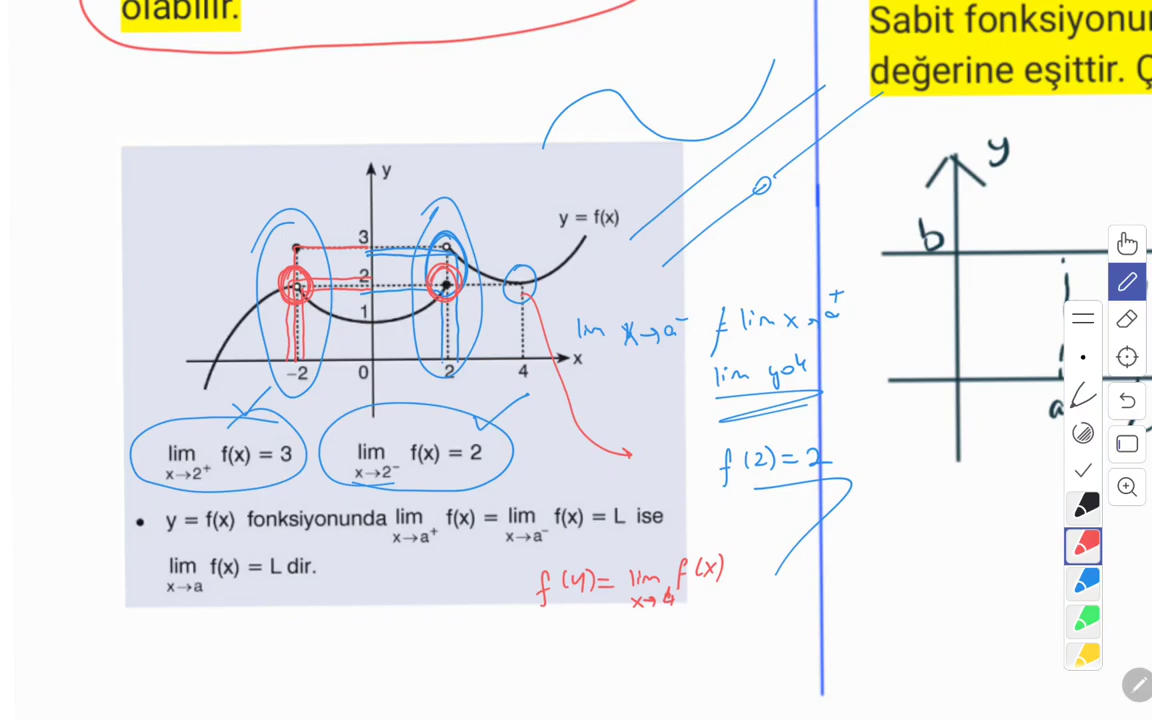 olabilir.
Sabit fonksiyonun
değerine eşittir. Ç
y
3
y = f(x)
2
1
-2
0
2
4
x
lim x→a⁻ ≠ lim x→a⁺
lim yok
f(2)=2
lim f(x) = 3
x→2⁺
lim f(x) = 2
x→2⁻
• y = f(x) fonksiyonunda lim f(x) = lim f(x) = L ise
x→a⁺ x→a⁻
lim f(x) = L dir.
x→a
f(4)= lim f(x)
x→4
y
b
a